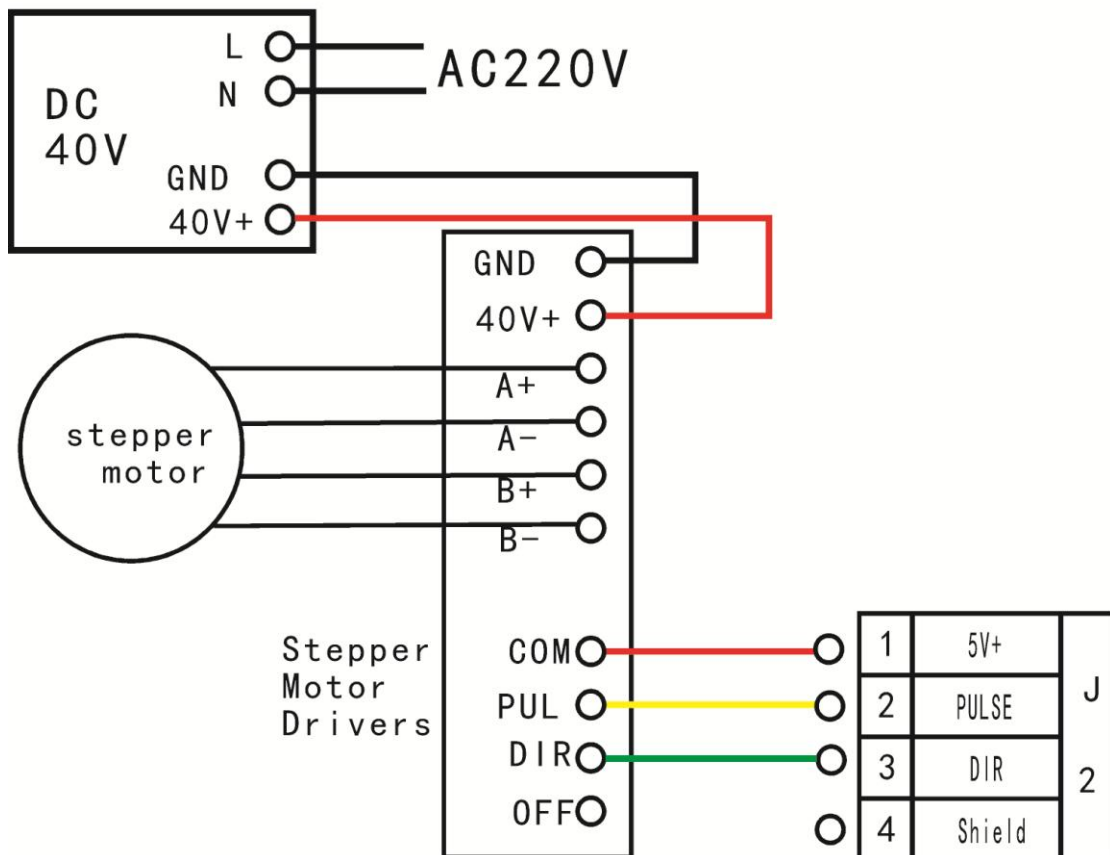 L
N
AC220V
DC
40V
GND
40V+
GND
40V+
A+
A-
B+
B-
stepper
motor
Stepper
Motor
Drivers
COM
PUL
DIR
OFF
1 5V+
2 PULSE
3 DIR
4 Shield
J
2